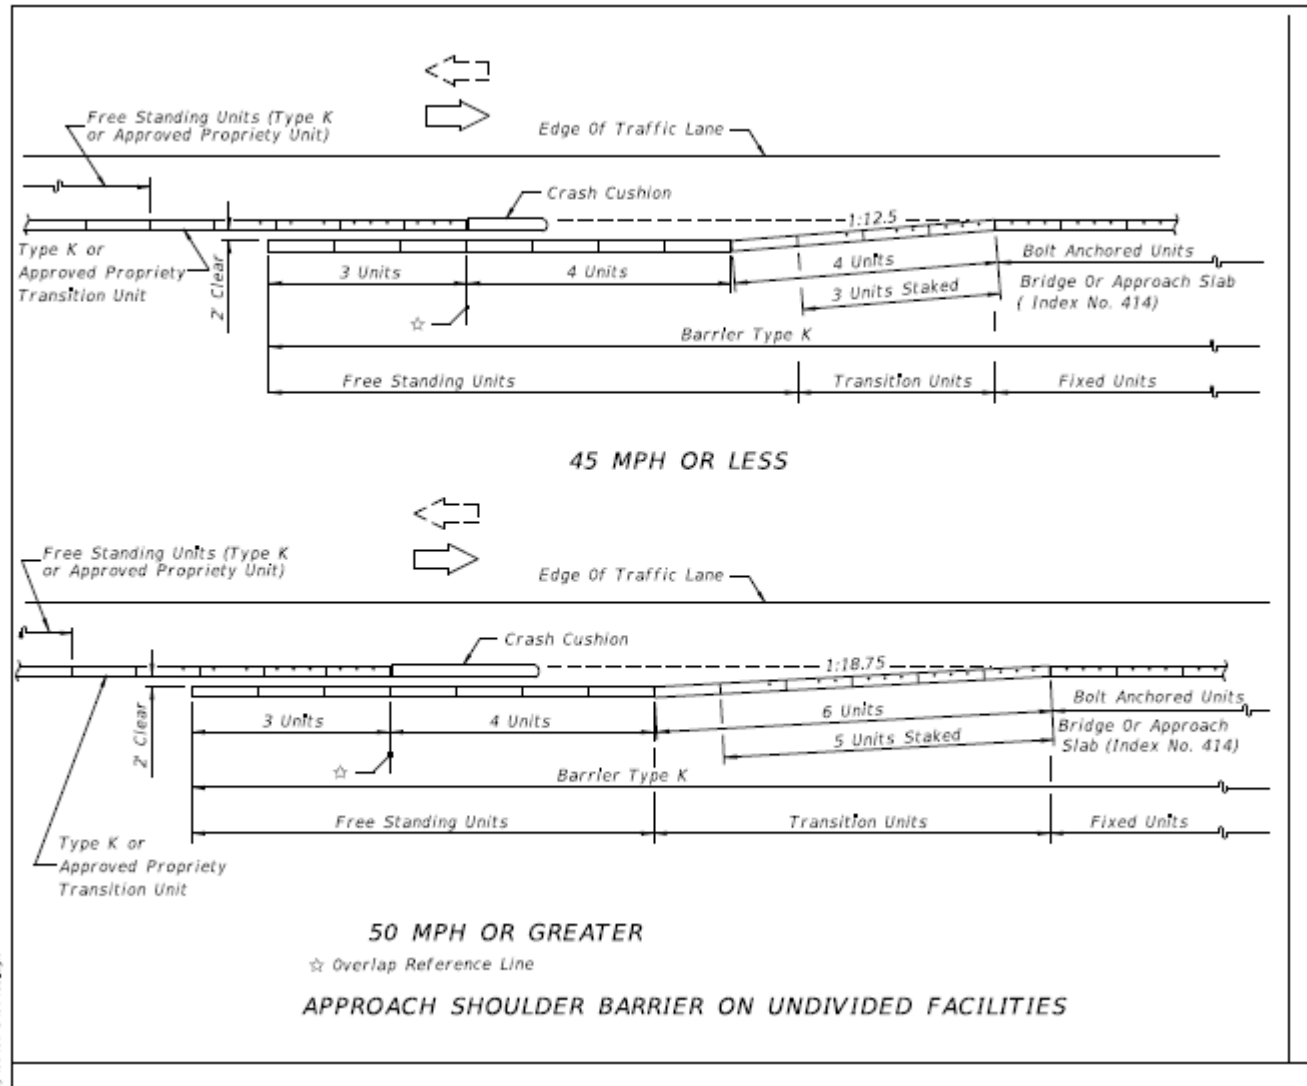 Free Standing Units (Type K
or Approved Propriety Unit)
Edge Of Traffic Lane
Crash Cushion
1:12.5
Type K or
Approved Propriety
Transition Unit
2' Clear
3 Units
4 Units
4 Units
3 Units Staked
Bolt Anchored Units
Bridge Or Approach Slab
( Index No. 414)
☆
Barrier Type K
Free Standing Units
Transition Units
Fixed Units
45 MPH OR LESS
Free Standing Units (Type K
or Approved Propriety Unit)
Edge Of Traffic Lane
Crash Cushion
1:18.75
2' Clear
3 Units
4 Units
6 Units
5 Units Staked
Bolt Anchored Units
Bridge Or Approach
Slab (Index No. 414)
☆
Barrier Type K
Free Standing Units
Transition Units
Fixed Units
Type K or
Approved Propriety
Transition Unit
50 MPH OR GREATER
☆ Overlap Reference Line
APPROACH SHOULDER BARRIER ON UNDIVIDED FACILITIES